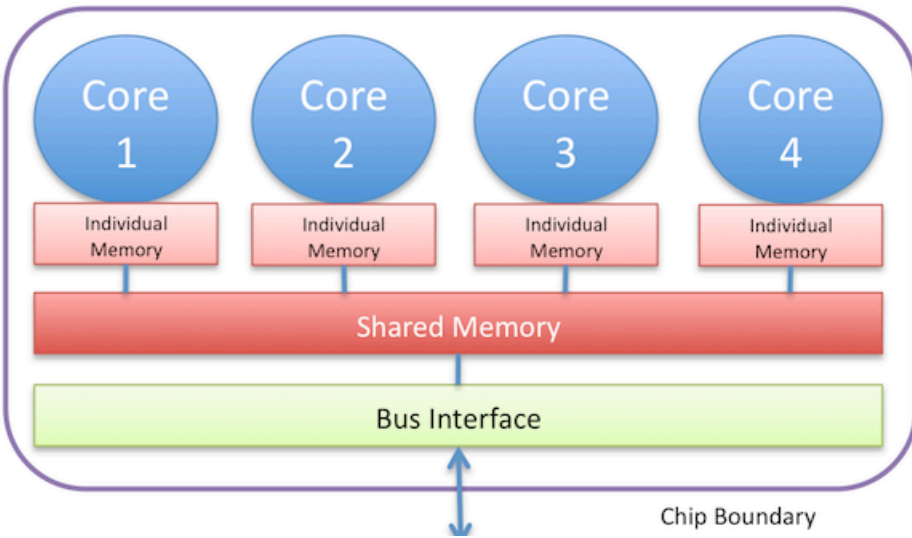 Core
1
Core
2
Core
3
Core
4
Individual
Memory
Individual
Memory
Individual
Memory
Individual
Memory
Shared Memory
Bus Interface
Chip Boundary